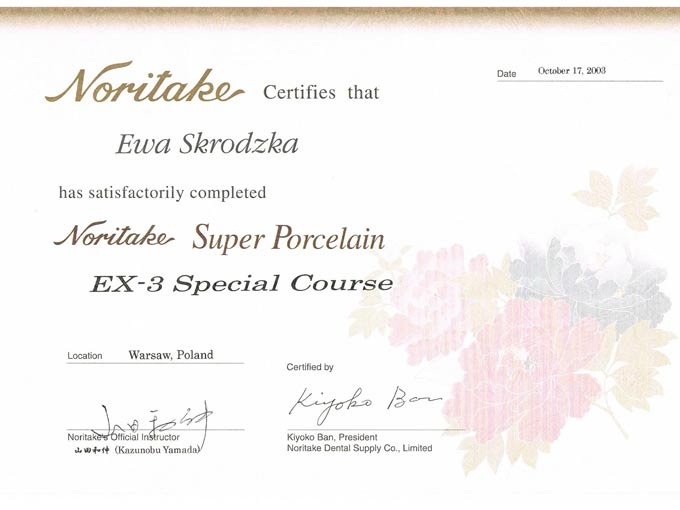 Noritake Certifies that
Date October 17, 2003
Ewa Skrodzka
has satisfactorily completed
Noritake Super Porcelain
EX-3 Special Course
Location Warsaw, Poland
Certified by
山田和伸
Kiyoko Ban
Noritake's Official Instructor
山田和伸 (Kazunobu Yamada)
Kiyoko Ban, President
Noritake Dental Supply Co., Limited